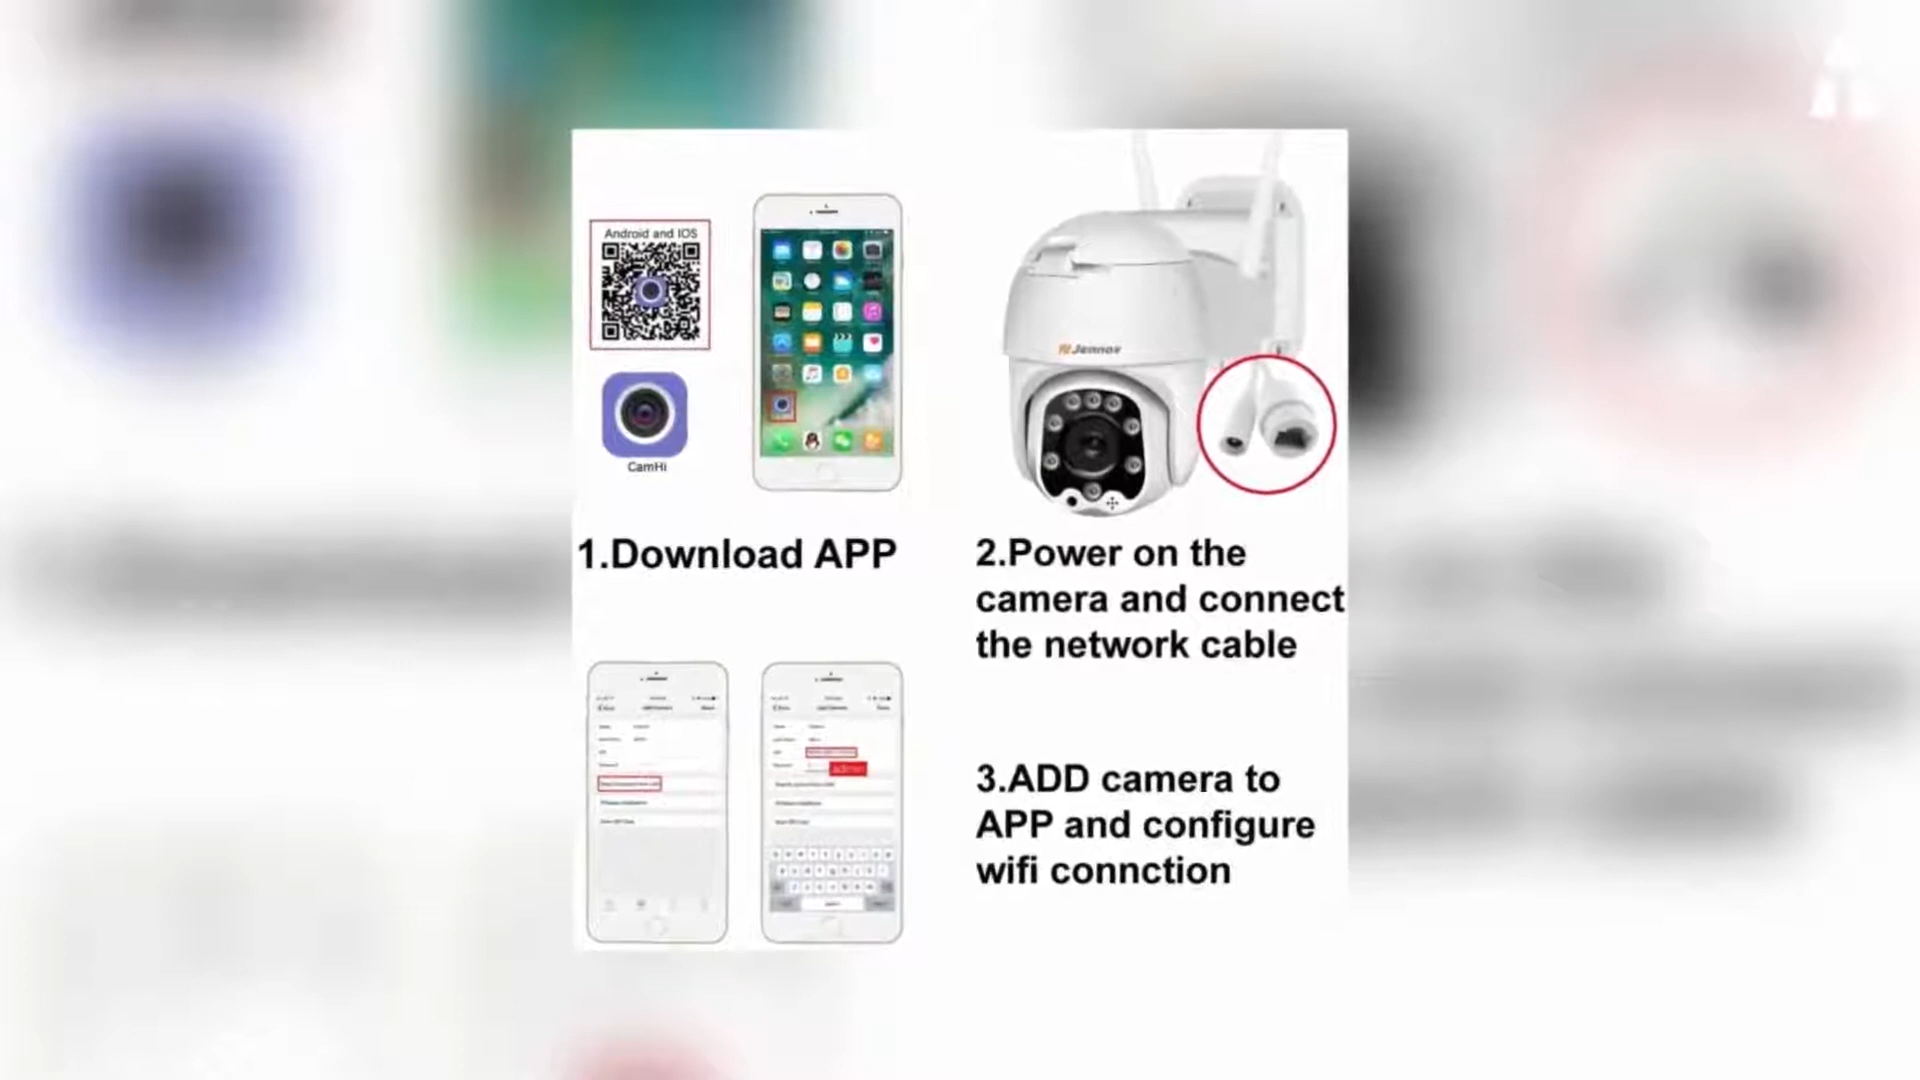 Android and IOS
CamHi
Jennov
1.Download APP
2.Power on the
camera and connect
the network cable
admin
3.ADD camera to
APP and configure
wifi connction